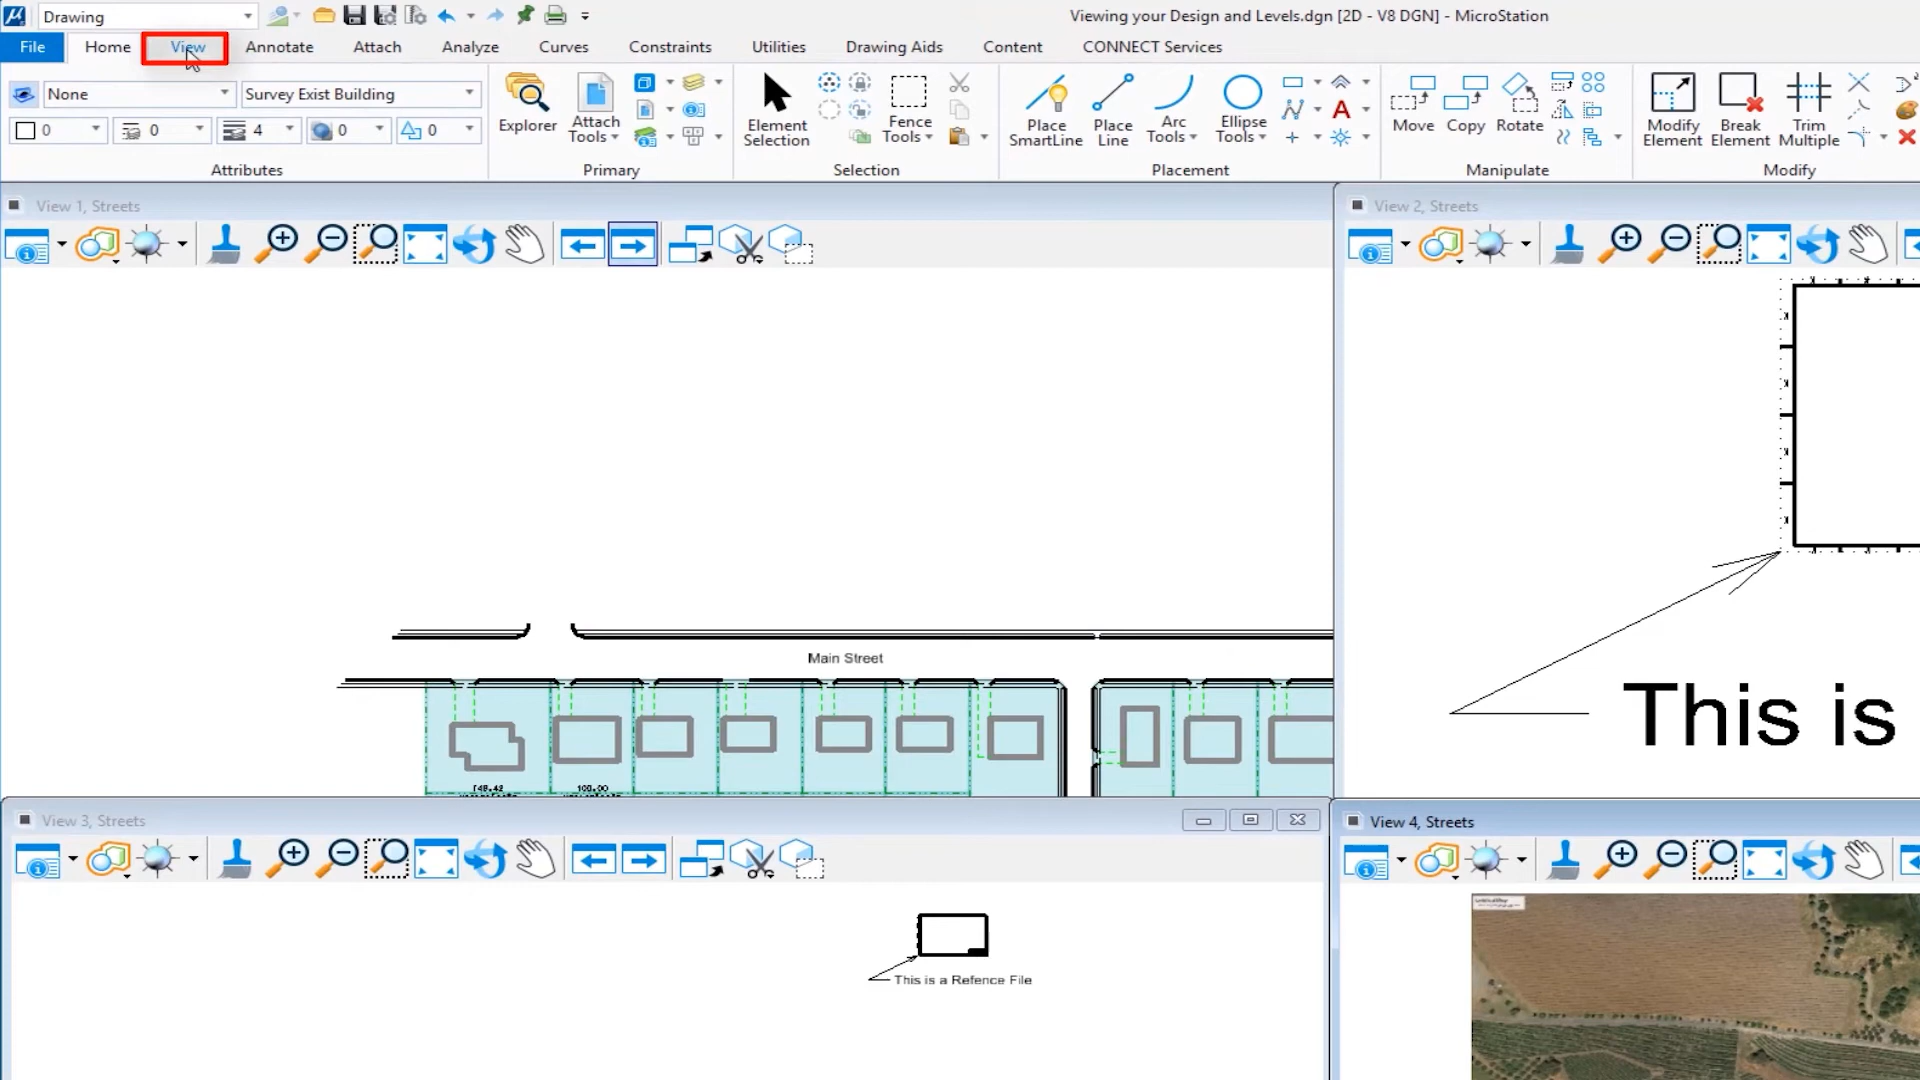 Drawing
Viewing your Design and Levels.dgn [2D - V8 DGN] - MicroStation
File Home View Annotate Attach Analyze Curves Constraints Utilities Drawing Aids Content CONNECT Services
None Survey Exist Building
0 0 4 0 0
Explorer
Attach Tools
Element Selection
Fence Tools
Place SmartLine
Place Line
Arc Tools
Ellipse Tools
Move
Copy
Rotate
Modify Element
Break Element
Trim Multiple
Attributes Primary Selection Placement Manipulate Modify
View 1, Streets
View 2, Streets
Main Street
148.42
100.00
This is
View 3, Streets
View 4, Streets
This is a Refence File